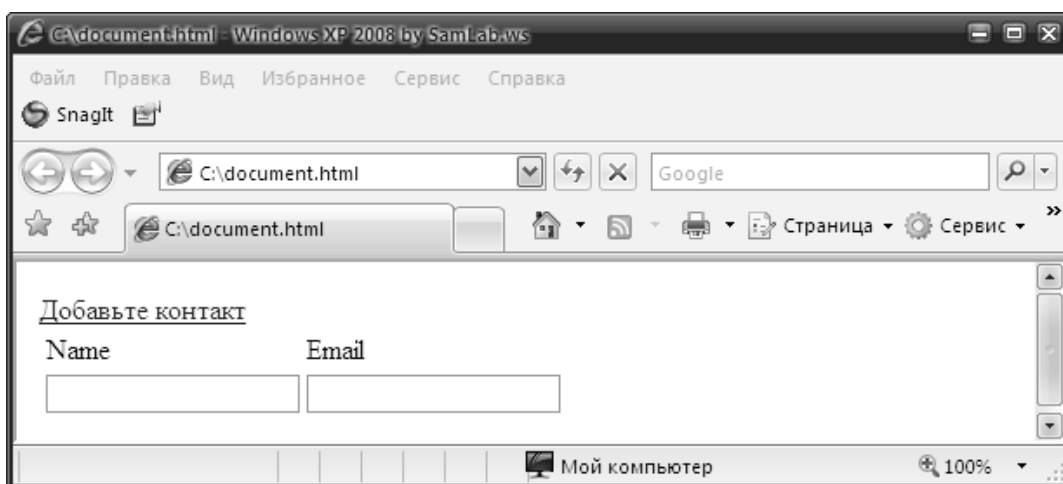 C:\document.html - Windows XP 2008 by SamLab.ws
Файл Правка Вид Избранное Сервис Справка
SnagIt
C:\document.html Google
C:\document.html Страница Сервис »
Добавьте контакт
Name Email
Мой компьютер 100%